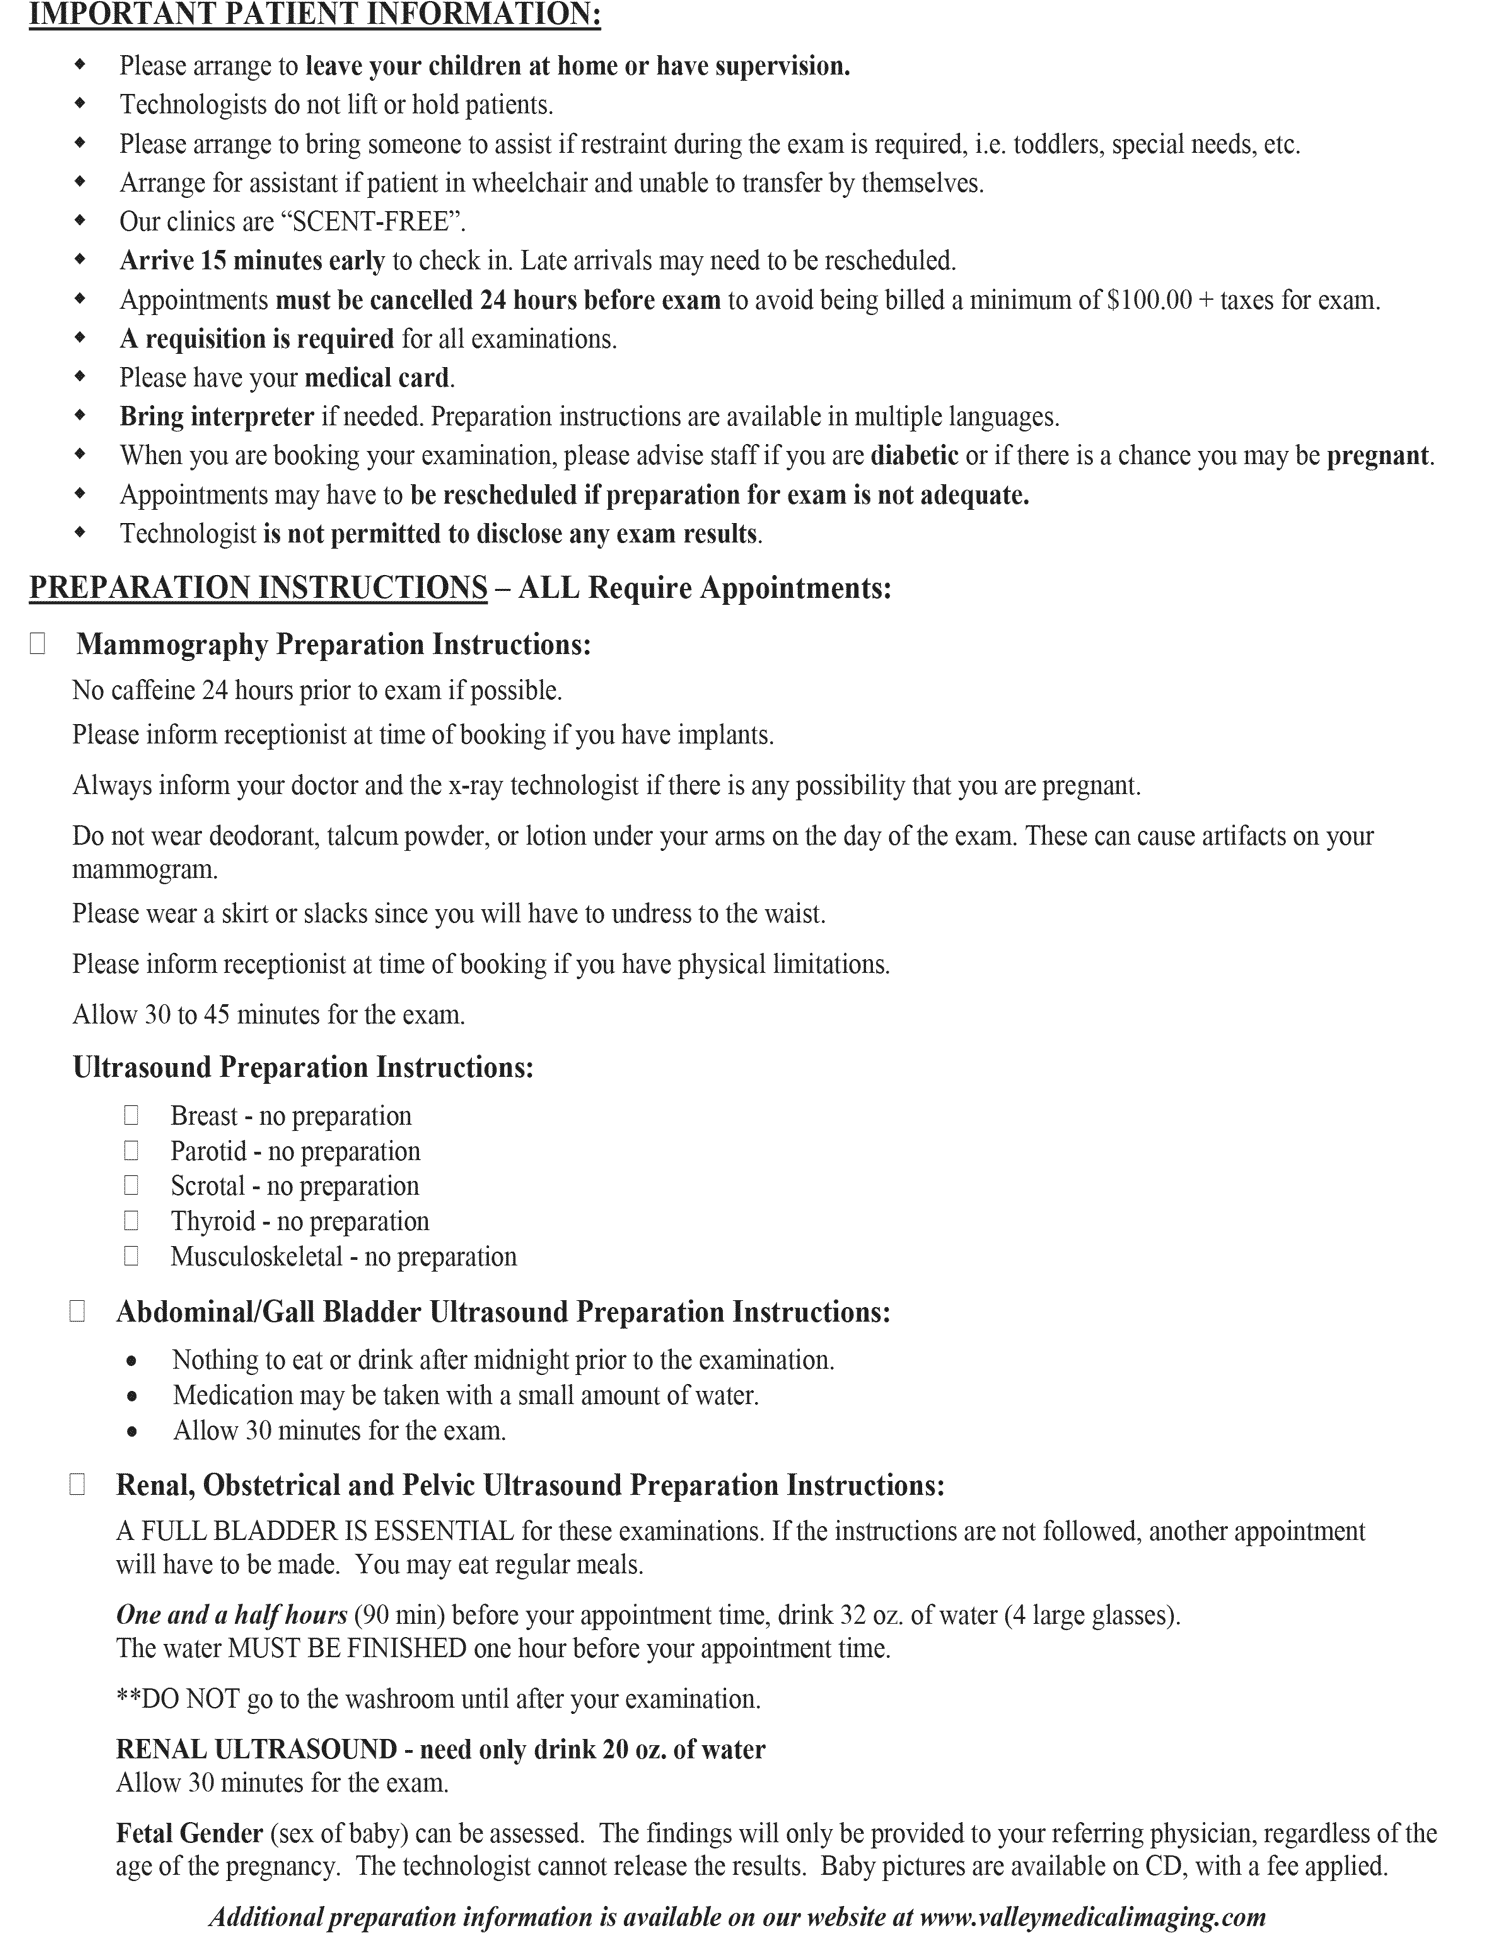 IMPORTANT PATIENT INFORMATION:
◆ Please arrange to leave your children at home or have supervision.
◆ Technologists do not lift or hold patients.
◆ Please arrange to bring someone to assist if restraint during the exam is required, i.e. toddlers, special needs, etc.
◆ Arrange for assistant if patient in wheelchair and unable to transfer by themselves.
◆ Our clinics are “SCENT-FREE”.
◆ Arrive 15 minutes early to check in. Late arrivals may need to be rescheduled.
◆ Appointments must be cancelled 24 hours before exam to avoid being billed a minimum of $100.00 + taxes for exam.
◆ A requisition is required for all examinations.
◆ Please have your medical card.
◆ Bring interpreter if needed. Preparation instructions are available in multiple languages.
◆ When you are booking your examination, please advise staff if you are diabetic or if there is a chance you may be pregnant.
◆ Appointments may have to be rescheduled if preparation for exam is not adequate.
◆ Technologist is not permitted to disclose any exam results.
PREPARATION INSTRUCTIONS – ALL Require Appointments:
☐ Mammography Preparation Instructions:
No caffeine 24 hours prior to exam if possible.
Please inform receptionist at time of booking if you have implants.
Always inform your doctor and the x-ray technologist if there is any possibility that you are pregnant.
Do not wear deodorant, talcum powder, or lotion under your arms on the day of the exam. These can cause artifacts on your
mammogram.
Please wear a skirt or slacks since you will have to undress to the waist.
Please inform receptionist at time of booking if you have physical limitations.
Allow 30 to 45 minutes for the exam.
Ultrasound Preparation Instructions:
☐ Breast - no preparation
☐ Parotid - no preparation
☐ Scrotal - no preparation
☐ Thyroid - no preparation
☐ Musculoskeletal - no preparation
☐ Abdominal/Gall Bladder Ultrasound Preparation Instructions:
• Nothing to eat or drink after midnight prior to the examination.
• Medication may be taken with a small amount of water.
• Allow 30 minutes for the exam.
☐ Renal, Obstetrical and Pelvic Ultrasound Preparation Instructions:
A FULL BLADDER IS ESSENTIAL for these examinations. If the instructions are not followed, another appointment
will have to be made. You may eat regular meals.
One and a half hours (90 min) before your appointment time, drink 32 oz. of water (4 large glasses).
The water MUST BE FINISHED one hour before your appointment time.
**DO NOT go to the washroom until after your examination.
RENAL ULTRASOUND - need only drink 20 oz. of water
Allow 30 minutes for the exam.
Fetal Gender (sex of baby) can be assessed. The findings will only be provided to your referring physician, regardless of the
age of the pregnancy. The technologist cannot release the results. Baby pictures are available on CD, with a fee applied.
Additional preparation information is available on our website at www.valleymedicalimaging.com